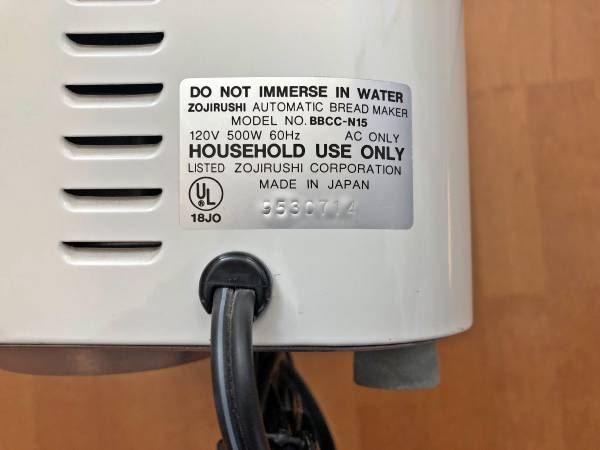 DO NOT IMMERSE IN WATER
ZOJIRUSHI AUTOMATIC BREAD MAKER
MODEL NO. BBCC-N15
120V 500W 60Hz AC ONLY
HOUSEHOLD USE ONLY
LISTED ZOJIRUSHI CORPORATION
MADE IN JAPAN
UL
®
18JO